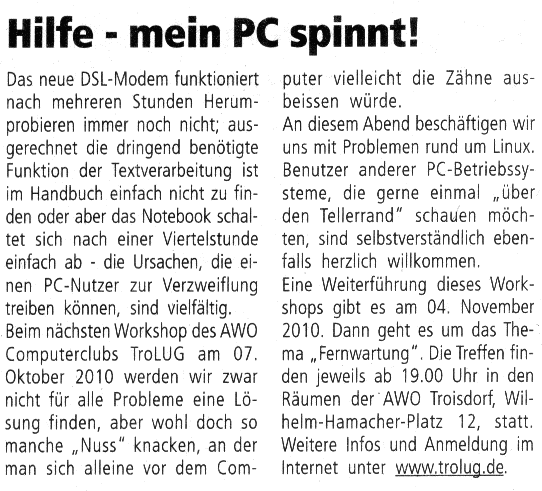 Hilfe - mein PC spinnt!
Das neue DSL-Modem funktioniert
nach mehreren Stunden Herum-
probieren immer noch nicht; aus-
gerechnet die dringend benötigte
Funktion der Textverarbeitung ist
im Handbuch einfach nicht zu fin-
den oder aber das Notebook schal-
tet sich nach einer Viertelstunde
einfach ab - die Ursachen, die ei-
nen PC-Nutzer zur Verzweiflung
treiben können, sind vielfältig.
Beim nächsten Workshop des AWO
Computerclubs TroLUG am 07.
Oktober 2010 werden wir zwar
nicht für alle Probleme eine Lö-
sung finden, aber wohl doch so
manche „Nuss“ knacken, an der
man sich alleine vor dem Com-
puter vielleicht die Zähne aus-
beissen würde.
An diesem Abend beschäftigen wir
uns mit Problemen rund um Linux.
Benutzer anderer PC-Betriebssy-
steme, die gerne einmal „über
den Tellerrand“ schauen möch-
ten, sind selbstverständlich eben-
falls herzlich willkommen.
Eine Weiterführung dieses Work-
shops gibt es am 04. November
2010. Dann geht es um das The-
ma „Fernwartung“. Die Treffen fin-
den jeweils ab 19.00 Uhr in den
Räumen der AWO Troisdorf, Wil-
helm-Hamacher-Platz 12, statt.
Weitere Infos und Anmeldung im
Internet unter www.trolug.de.